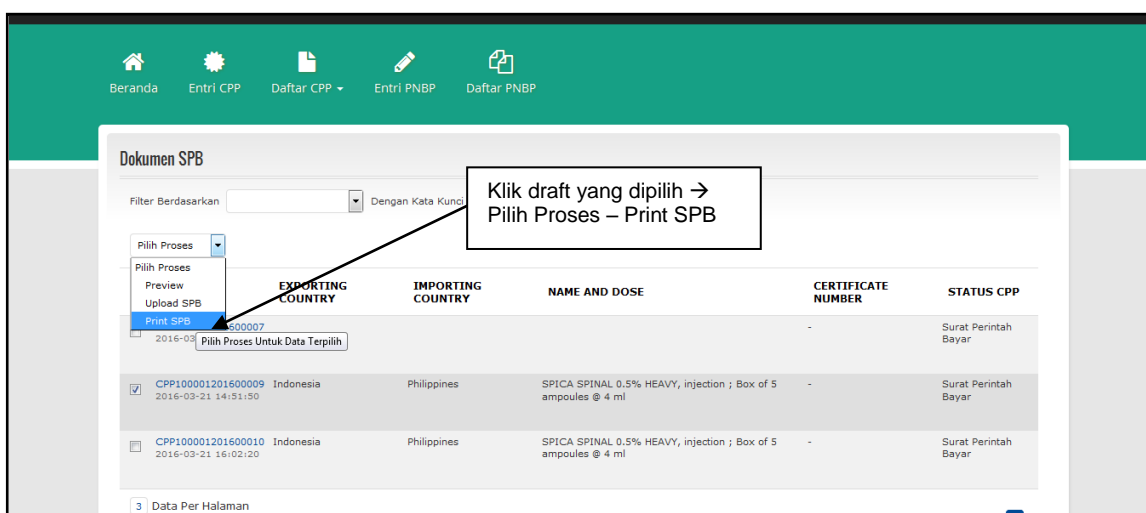 Beranda Entri CPP Daftar CPP Entri PNBP Daftar PNBP
Dokumen SPB
Filter Berdasarkan Dengan Kata Kunci
Klik draft yang dipilih →
Pilih Proses – Print SPB
Pilih Proses
Pilih Proses
Preview
Upload SPB
Print SPB
Pilih Proses Untuk Data Terpilih
EXPORTING COUNTRY
IMPORTING COUNTRY
NAME AND DOSE
CERTIFICATE NUMBER
STATUS CPP
600007
2016-03
-
Surat Perintah
Bayar
CPP100001201600009 Indonesia Philippines SPICA SPINAL 0.5% HEAVY, injection ; Box of 5 - Surat Perintah
2016-03-21 14:51:50 ampoules @ 4 ml Bayar
CPP100001201600010 Indonesia Philippines SPICA SPINAL 0.5% HEAVY, injection ; Box of 5 - Surat Perintah
2016-03-21 16:02:20 ampoules @ 4 ml Bayar
3 Data Per Halaman